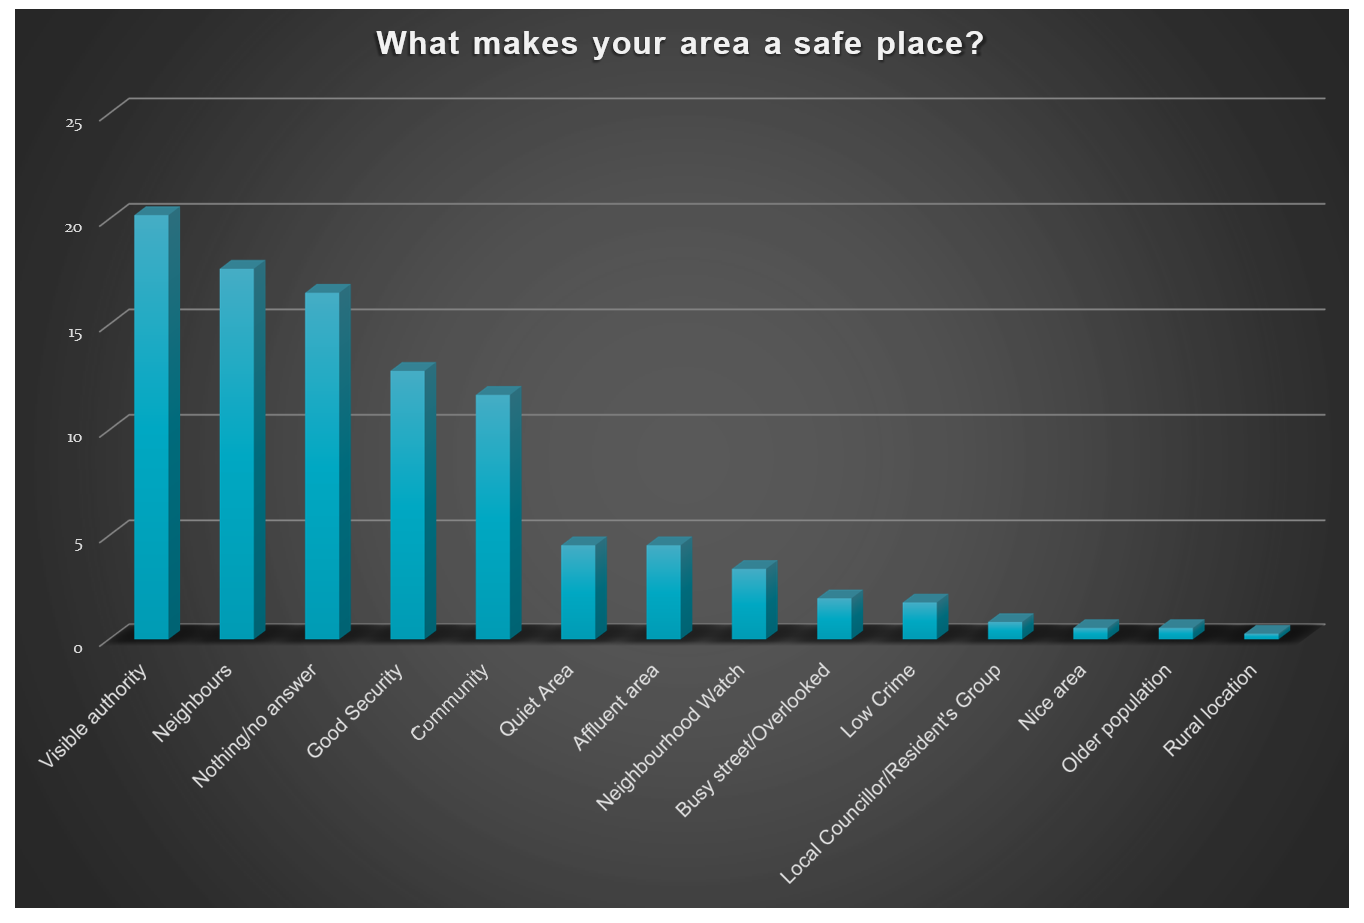 What makes your area a safe place?
25
20
15
10
5
0
Visible authority
Neighbours
Nothing/no answer
Good Security
Community
Quiet Area
Affluent area
Neighbourhood Watch
Busy street/Overlooked
Low Crime
Local Councillor/Resident's Group
Nice area
Older population
Rural location